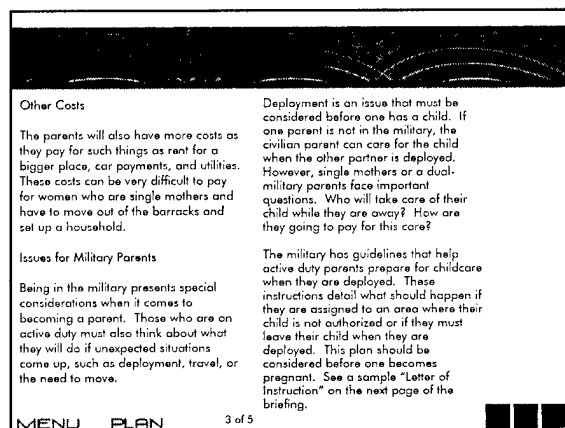 Other Costs
The parents will also have more costs as
they pay for such things as rent for a
bigger place, car payments, and utilities.
These costs can be very difficult to pay
for women who are single mothers and
have to move out of the barracks and
set up a household.
Issues for Military Parents
Being in the military presents special
considerations when it comes to
becoming a parent. Those who are on
active duty must also think about what
they will do if unexpected situations
come up, such as deployment, travel, or
the need to move.
Deployment is an issue that must be
considered before one has a child. If
one parent is not in the military, the
civilian parent can care for the child
when the other partner is deployed.
However, single mothers or a dual-
military parents face important
questions. Who will take care of their
child while they are away? How are
they going to pay for this care?
The military has guidelines that help
active duty parents prepare for childcare
when they are deployed. These
instructions detail what should happen if
they are assigned to an area where their
child is not authorized or if they must
leave their child when they are
deployed. This plan should be
considered before one becomes
pregnant. See a sample "Letter of
Instruction" on the next page of the
briefing.
MENU PLAN 3 of 5